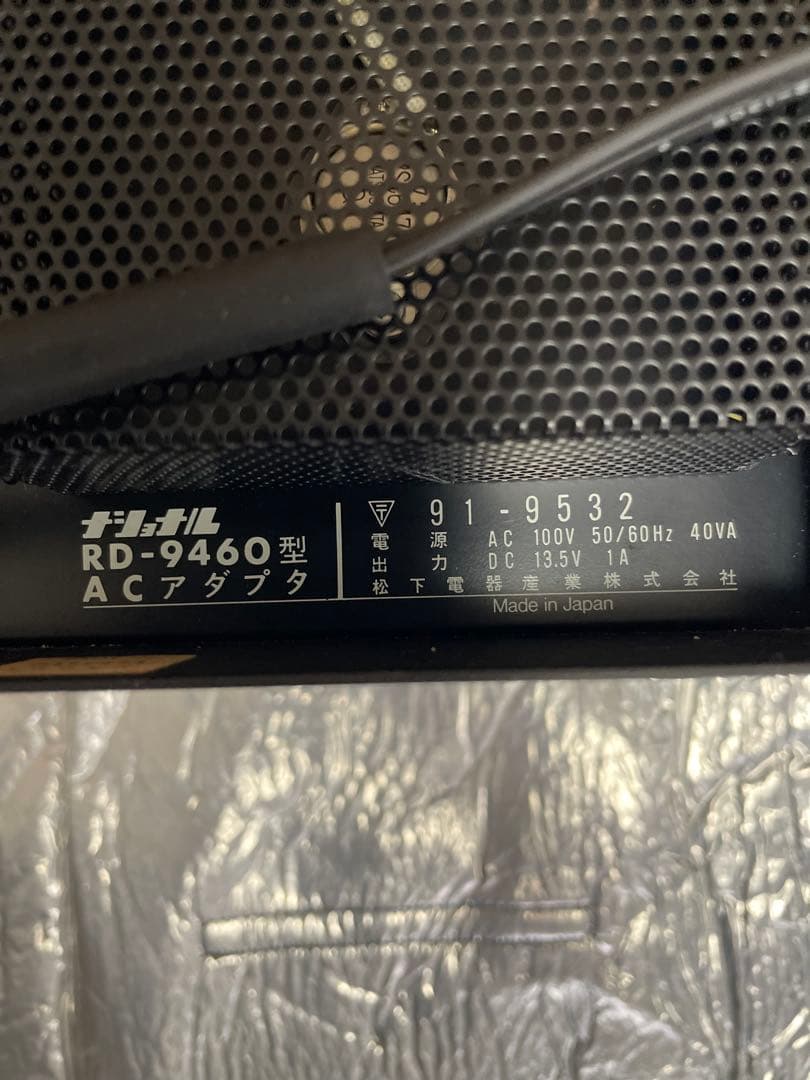 ナショナル
RD-9460型
ACアダプタ
〒 91-9532
電源 AC 100V 50/60Hz 40VA
出力 DC 13.5V 1A
松下電器産業株式会社
Made in Japan